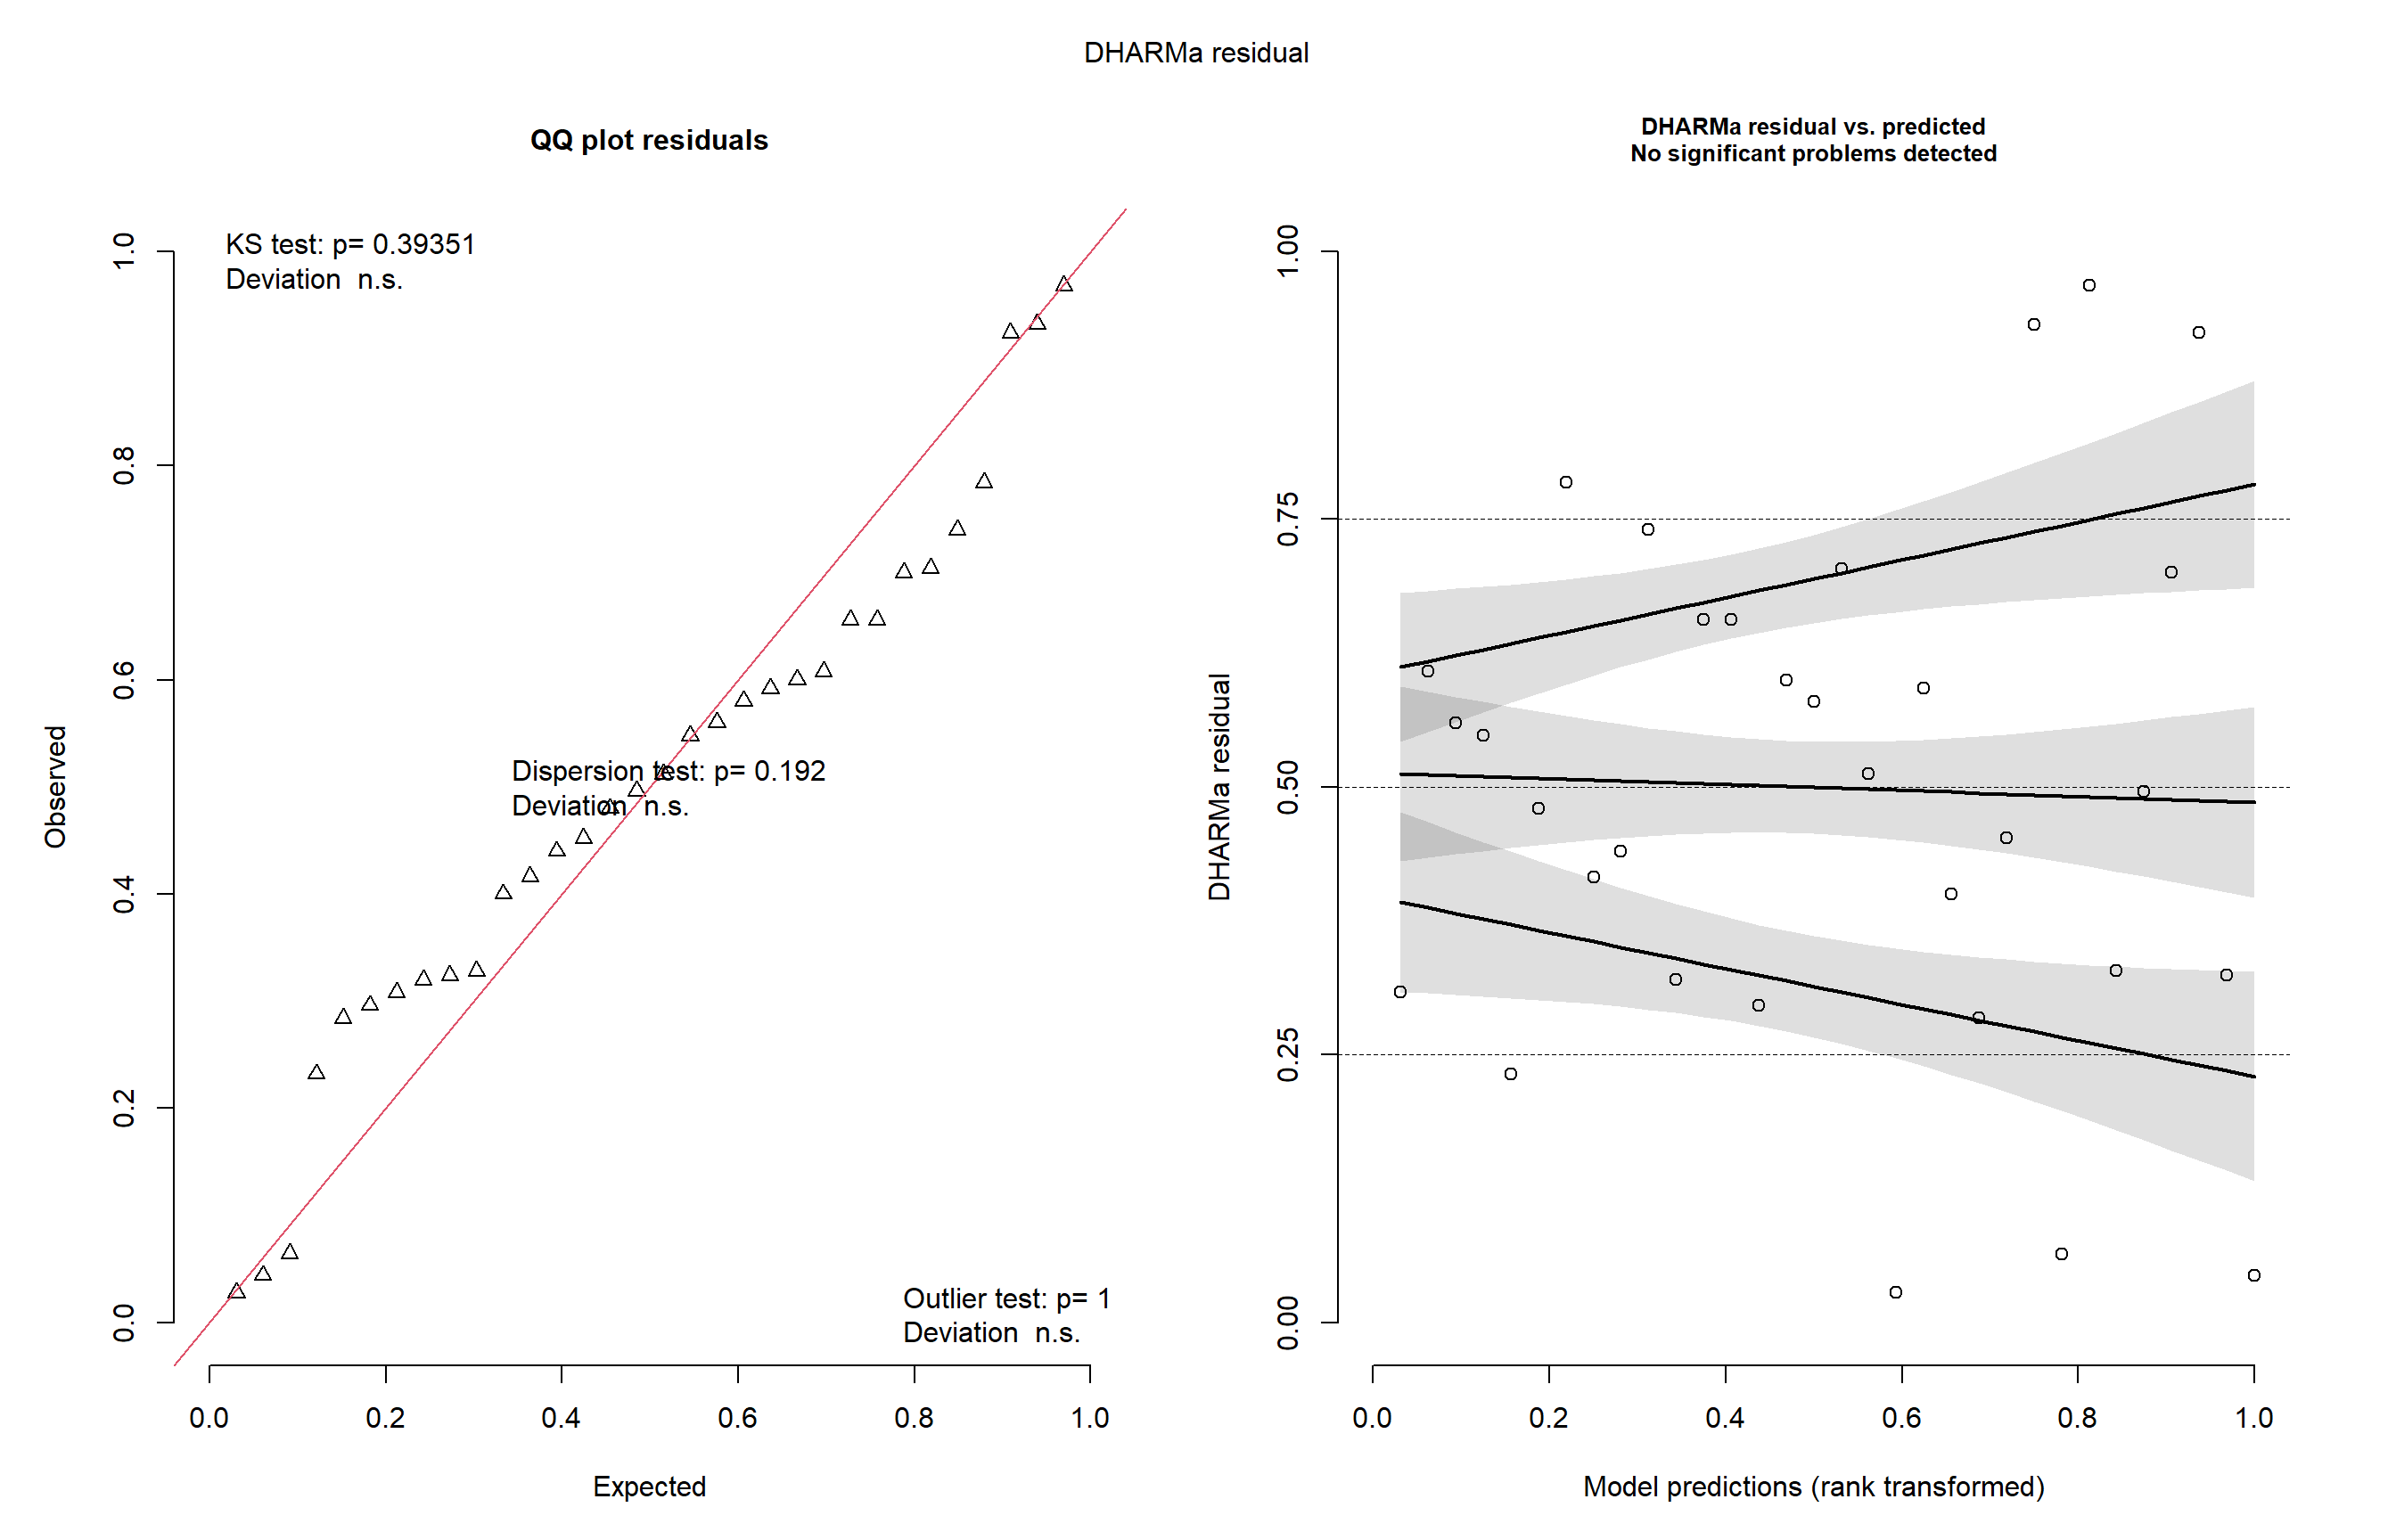 DHARMa residual
QQ plot residuals
KS test: p= 0.39351
Deviation  n.s.
Dispersion test: p= 0.192
Deviation  n.s.
Outlier test: p= 1
Deviation  n.s.
Observed
0.0
0.2
0.4
0.6
0.8
1.0
0.0 0.2 0.4 0.6 0.8 1.0
Expected
DHARMa residual vs. predicted
No significant problems detected
DHARMa residual
0.00
0.25
0.50
0.75
1.00
0.0 0.2 0.4 0.6 0.8 1.0
Model predictions (rank transformed)